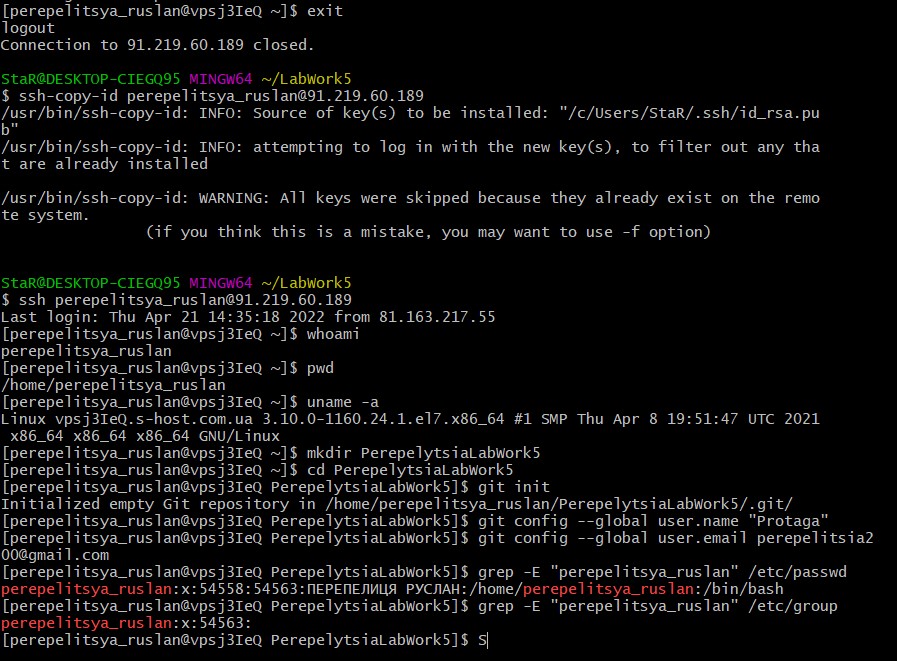 [perepelitsya_ruslan@vpsj3IeQ ~]$ exit
logout
Connection to 91.219.60.189 closed.
StaR@DESKTOP-CIEGQ95 MINGW64 ~/LabWork5
$ ssh-copy-id perepelitsya_ruslan@91.219.60.189
/usr/bin/ssh-copy-id: INFO: Source of key(s) to be installed: "/c/Users/StaR/.ssh/id_rsa.pu
b"
/usr/bin/ssh-copy-id: INFO: attempting to log in with the new key(s), to filter out any tha
t are already installed
/usr/bin/ssh-copy-id: WARNING: All keys were skipped because they already exist on the remo
te system.
(if you think this is a mistake, you may want to use -f option)
StaR@DESKTOP-CIEGQ95 MINGW64 ~/LabWork5
$ ssh perepelitsya_ruslan@91.219.60.189
Last login: Thu Apr 21 14:35:18 2022 from 81.163.217.55
[perepelitsya_ruslan@vpsj3IeQ ~]$ whoami
perepelitsya_ruslan
[perepelitsya_ruslan@vpsj3IeQ ~]$ pwd
/home/perepelitsya_ruslan
[perepelitsya_ruslan@vpsj3IeQ ~]$ uname -a
Linux vpsj3IeQ.s-host.com.ua 3.10.0-1160.24.1.el7.x86_64 #1 SMP Thu Apr 8 19:51:47 UTC 2021
x86_64 x86_64 x86_64 GNU/Linux
[perepelitsya_ruslan@vpsj3IeQ ~]$ mkdir PerepelytsiaLabWork5
[perepelitsya_ruslan@vpsj3IeQ ~]$ cd PerepelytsiaLabWork5
[perepelitsya_ruslan@vpsj3IeQ PerepelytsiaLabWork5]$ git init
Initialized empty Git repository in /home/perepelitsya_ruslan/PerepelytsiaLabWork5/.git/
[perepelitsya_ruslan@vpsj3IeQ PerepelytsiaLabWork5]$ git config --global user.name "Protaga"
[perepelitsya_ruslan@vpsj3IeQ PerepelytsiaLabWork5]$ git config --global user.email perepelitsia2
00@gmail.com
[perepelitsya_ruslan@vpsj3IeQ PerepelytsiaLabWork5]$ grep -E "perepelitsya_ruslan" /etc/passwd
perepelitsya_ruslan:x:54558:54563:ПЕРЕПЕЛИЦЯ РУСЛАН:/home/perepelitsya_ruslan:/bin/bash
[perepelitsya_ruslan@vpsj3IeQ PerepelytsiaLabWork5]$ grep -E "perepelitsya_ruslan" /etc/group
perepelitsya_ruslan:x:54563:
[perepelitsya_ruslan@vpsj3IeQ PerepelytsiaLabWork5]$ S